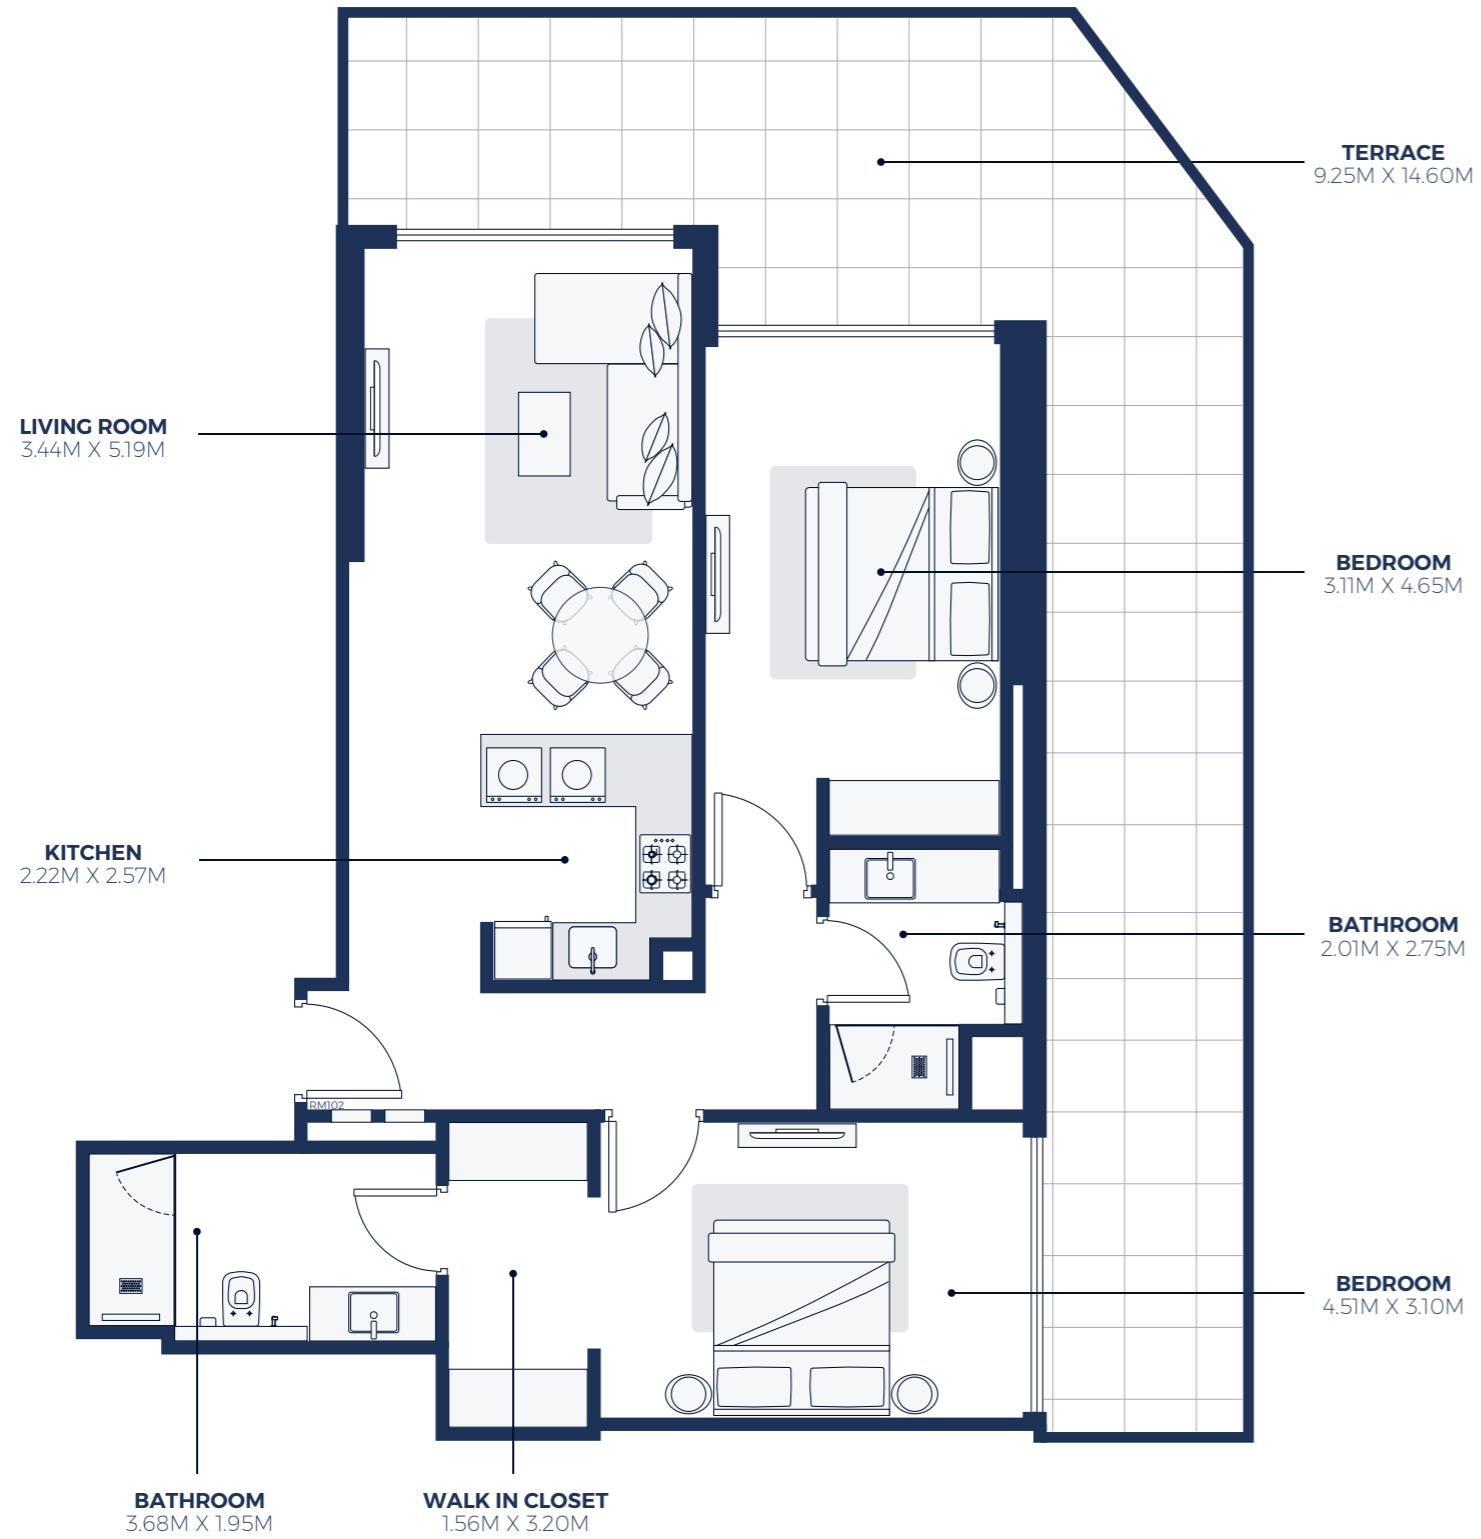 TERRACE
9.25M X 14.60M
LIVING ROOM
3.44M X 5.19M
BEDROOM
3.11M X 4.65M
KITCHEN
2.22M X 2.57M
BATHROOM
2.01M X 2.75M
RM102
BEDROOM
4.51M X 3.10M
BATHROOM
3.68M X 1.95M
WALK IN CLOSET
1.56M X 3.20M